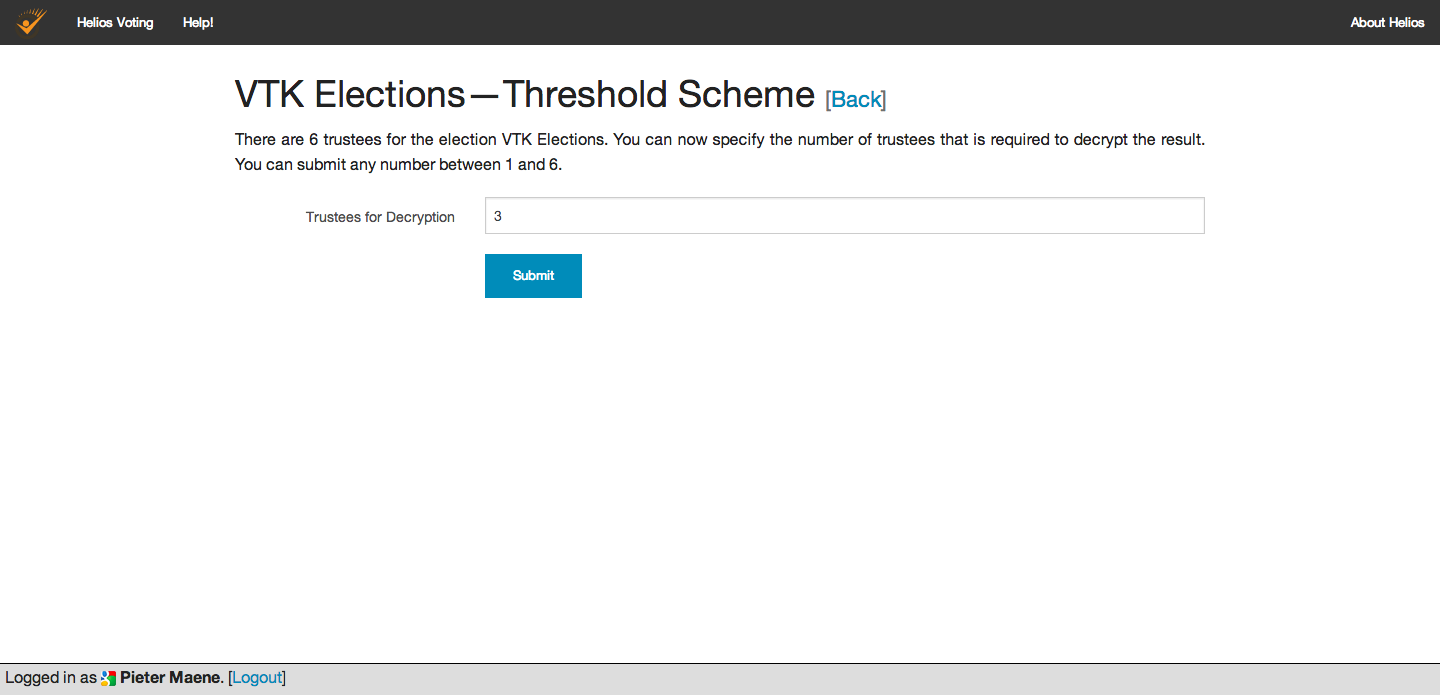 Helios Voting Help! About Helios
VTK Elections — Threshold Scheme [Back]
There are 6 trustees for the election VTK Elections. You can now specify the number of trustees that is required to decrypt the result.
You can submit any number between 1 and 6.
Trustees for Decryption 3
Submit
Logged in as Pieter Maene. [Logout]